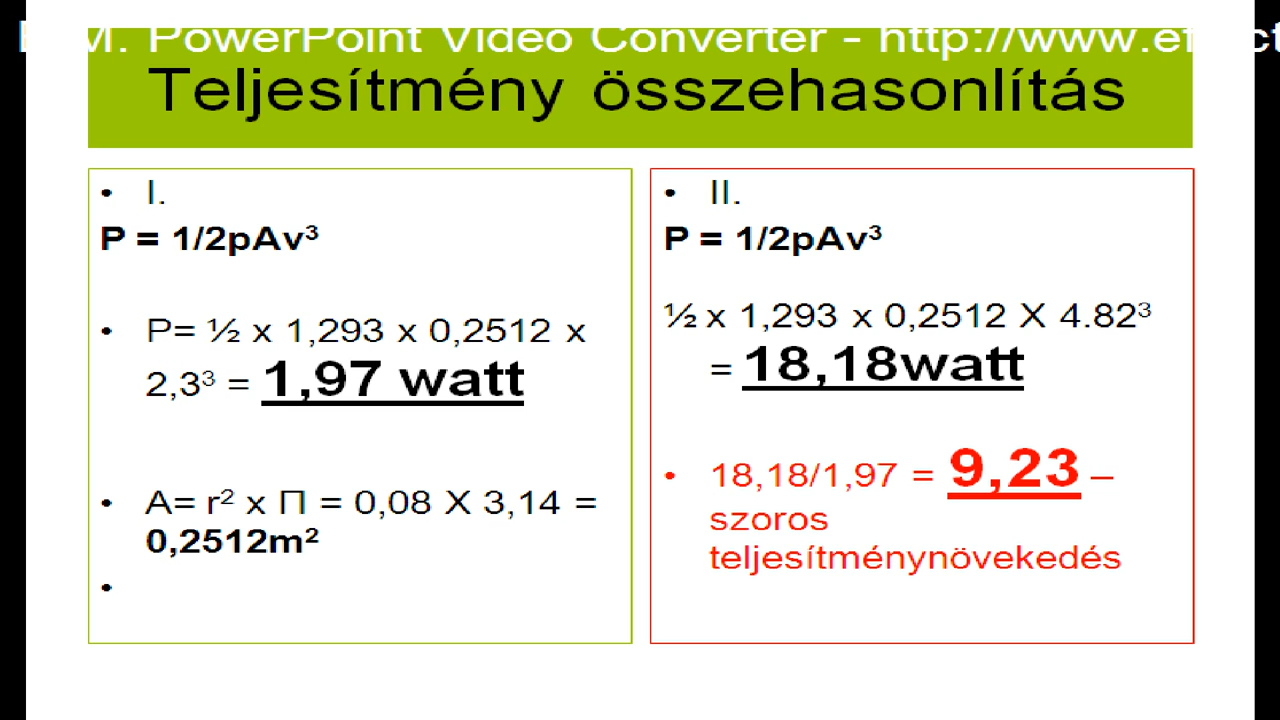 M. PowerPoint Video Converter - http://www.ef
Teljesítmény összehasonlítás
• I.
P = 1/2pAv³
• P= ½ x 1,293 x 0,2512 x
2,3³ = 1,97 watt
• A= r² x Π = 0,08 X 3,14 =
0,2512m²
•
• II.
P = 1/2pAv³
½ x 1,293 x 0,2512 X 4.82³
= 18,18watt
• 18,18/1,97 = 9,23 –
szoros
teljesítménynövekedés